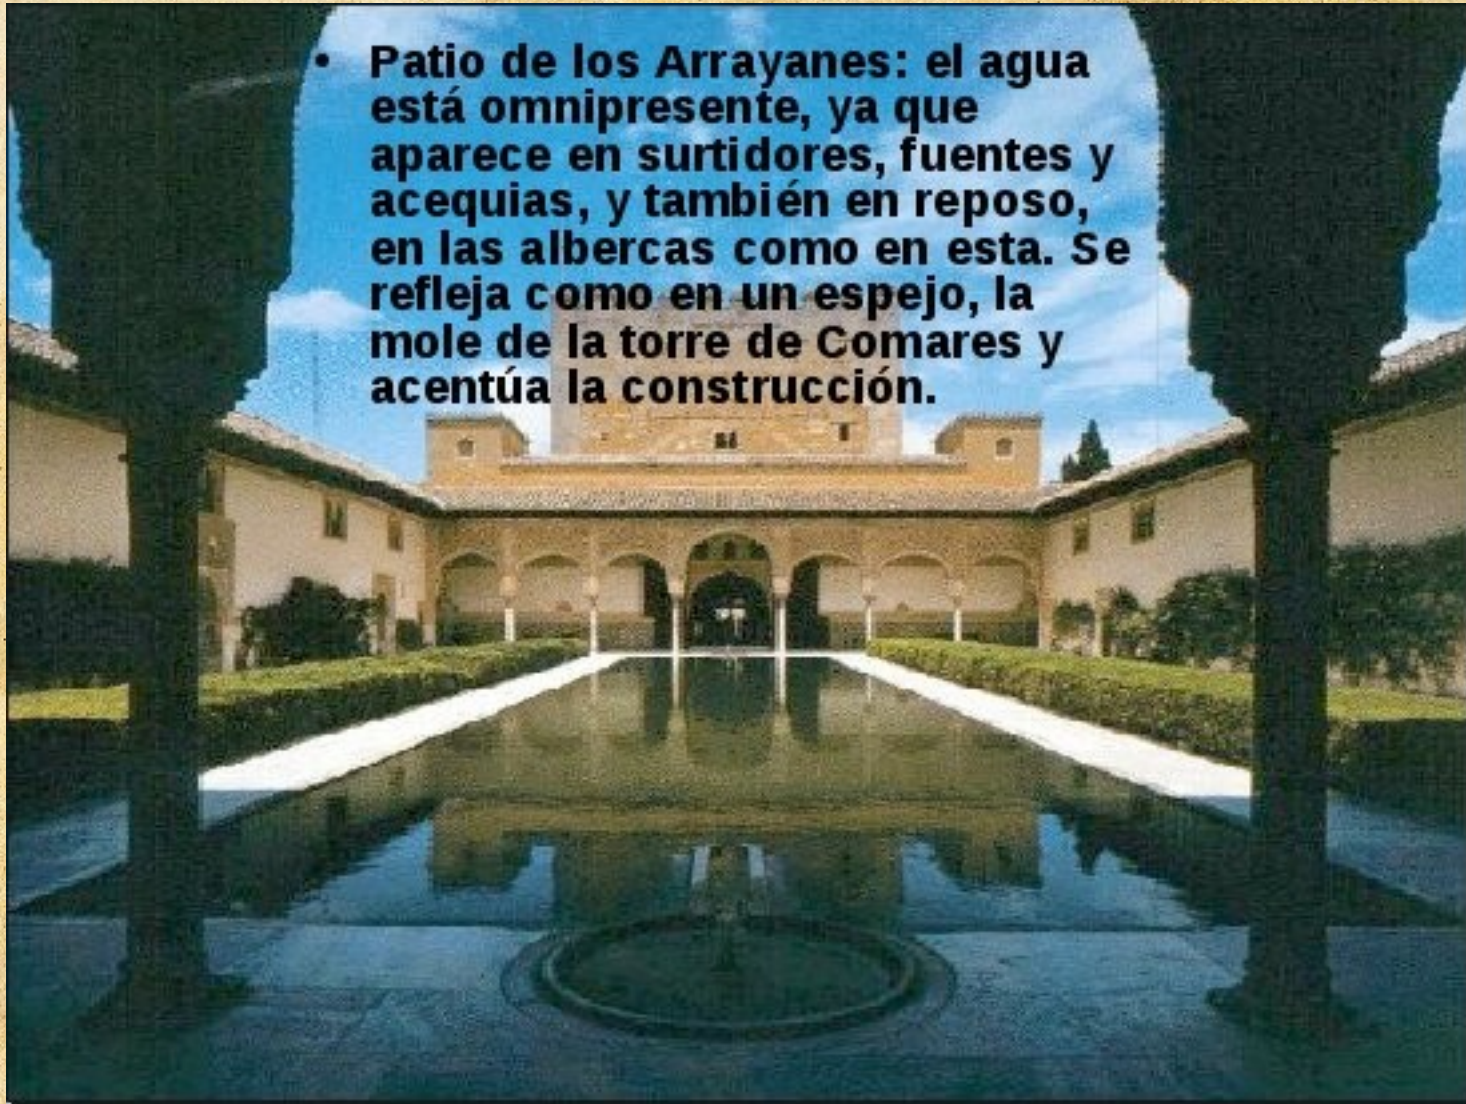 • Patio de los Arrayanes: el agua
está omnipresente, ya que
aparece en surtidores, fuentes y
acequias, y también en reposo,
en las albercas como en esta. Se
refleja como en un espejo, la
mole de la torre de Comares y
acentúa la construcción.